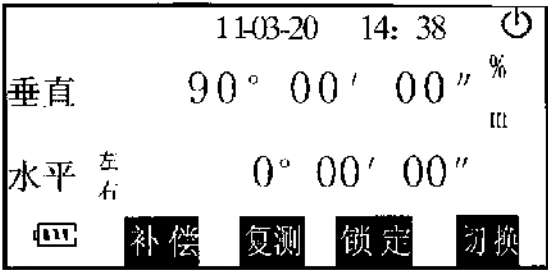 11-03-20 14: 38
垂直 90° 00′ 00″ %
m
水平 左 0° 00′ 00″
右
补偿 复测 锁定 切换